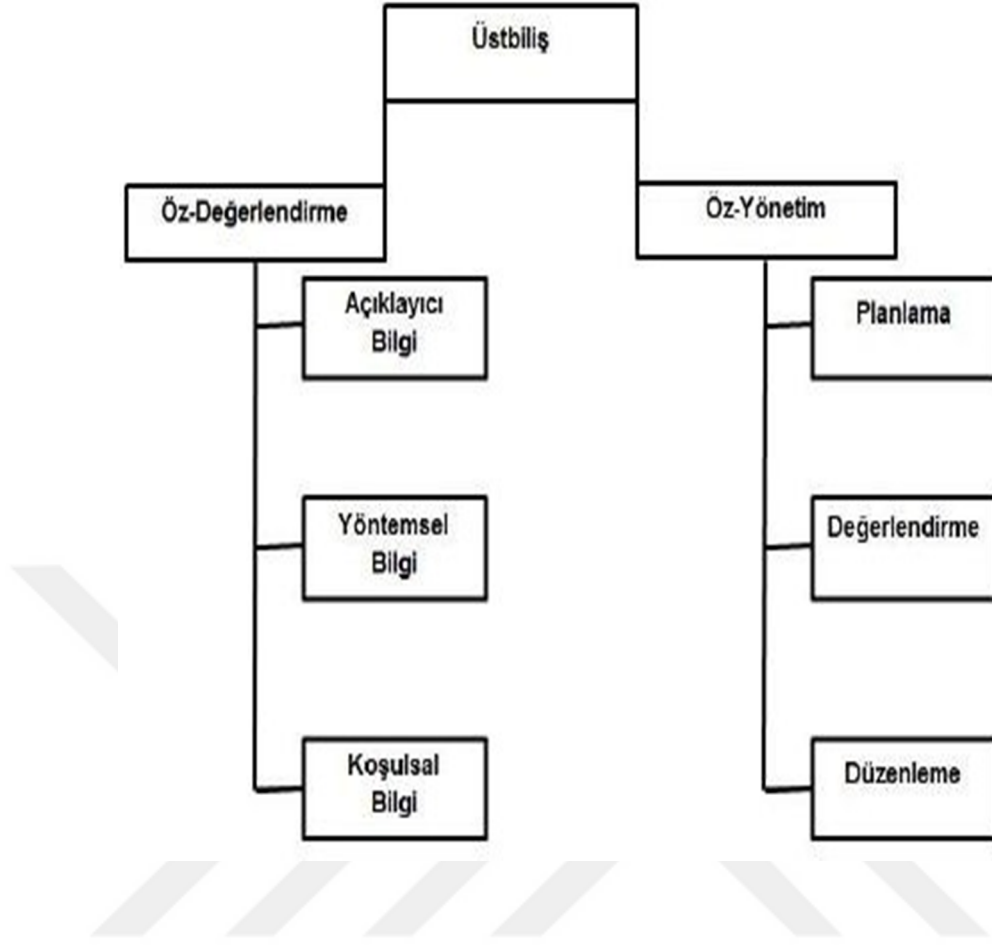 Üstbiliş
Öz-Değerlendirme
Açıklayıcı
Bilgi
Yöntemsel
Bilgi
Koşulsal
Bilgi
Öz-Yönetim
Planlama
Değerlendirme
Düzenleme